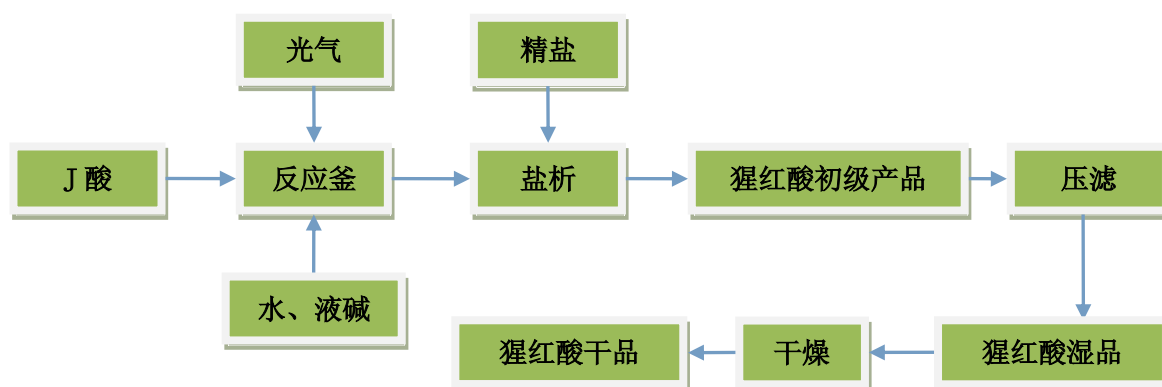 光气
精盐
J 酸
反应釜
盐析
猩红酸初级产品
压滤
水、液碱
猩红酸干品
干燥
猩红酸湿品